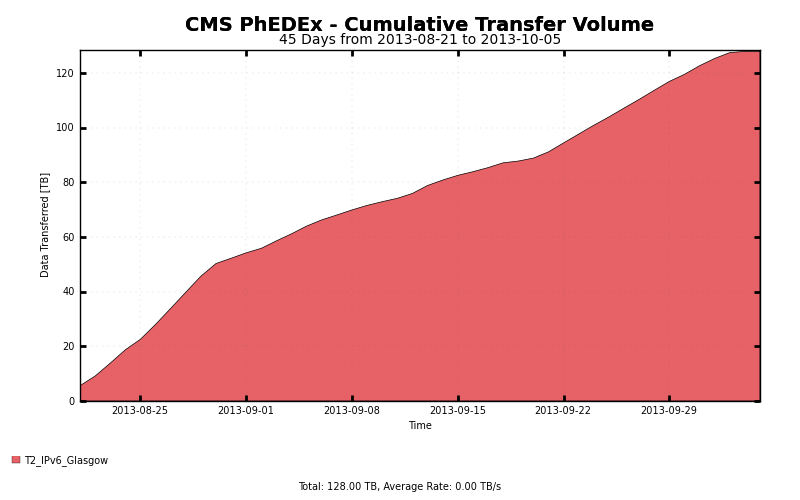 CMS PhEDEx - Cumulative Transfer Volume
45 Days from 2013-08-21 to 2013-10-05
120
100
80
60
40
20
0
Data Transferred [TB]
2013-08-25 2013-09-01 2013-09-08 2013-09-15 2013-09-22 2013-09-29
Time
T2_IPv6_Glasgow
Total: 128.00 TB, Average Rate: 0.00 TB/s